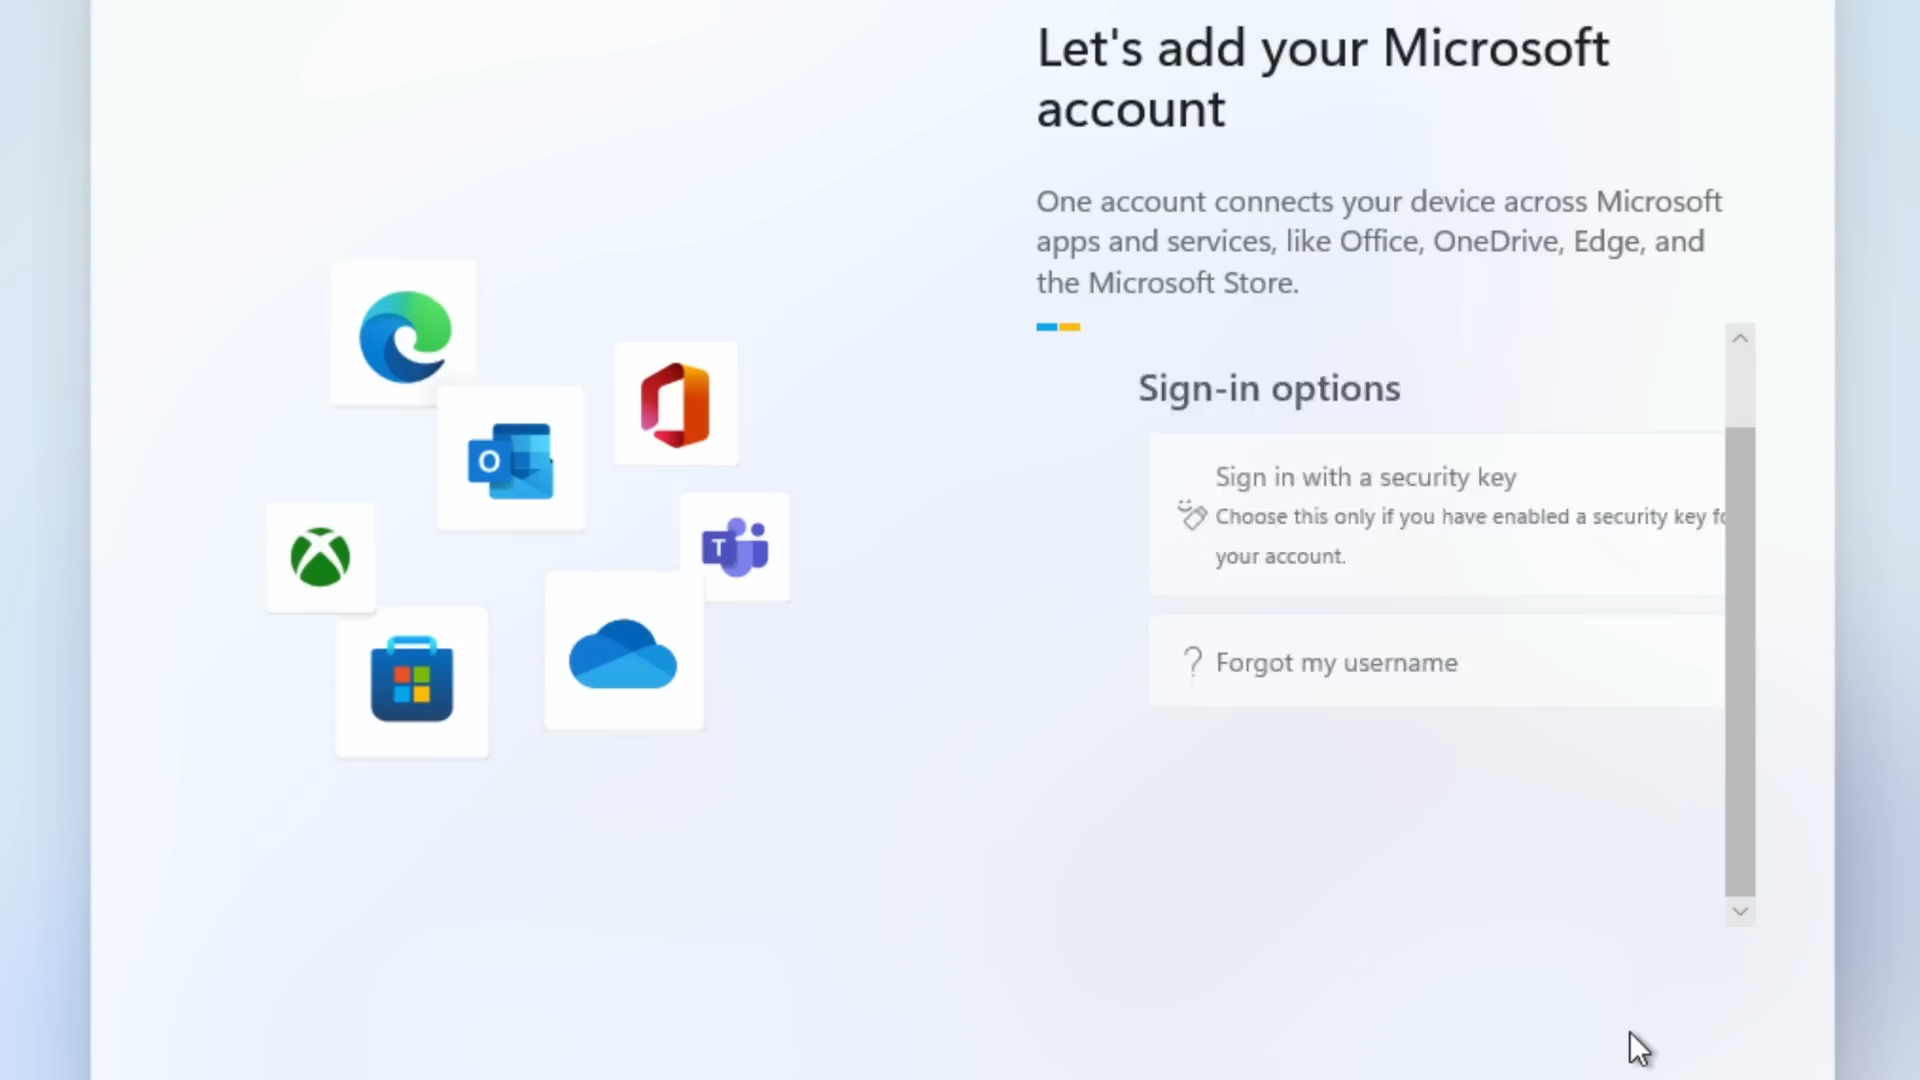 Let's add your Microsoft
account
One account connects your device across Microsoft
apps and services, like Office, OneDrive, Edge, and
the Microsoft Store.
Sign-in options
Sign in with a security key
Choose this only if you have enabled a security key
your account.
Forgot my username
O
T